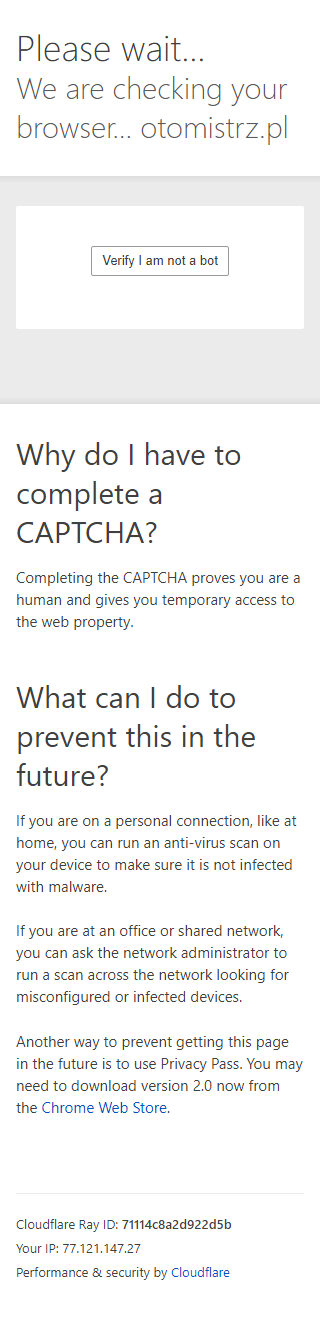 Please wait...
We are checking your
browser... otomistrz.pl
Verify I am not a bot
Why do I have to
complete a
CAPTCHA?
Completing the CAPTCHA proves you are a
human and gives you temporary access to
the web property.
What can I do to
prevent this in the
future?
If you are on a personal connection, like at
home, you can run an anti-virus scan on
your device to make sure it is not infected
with malware.
If you are at an office or shared network,
you can ask the network administrator to
run a scan across the network looking for
misconfigured or infected devices.
Another way to prevent getting this page
in the future is to use Privacy Pass. You may
need to download version 2.0 now from
the Chrome Web Store.
Cloudflare Ray ID: 71114c8a2d922d5b
Your IP: 77.121.147.27
Performance & security by Cloudflare